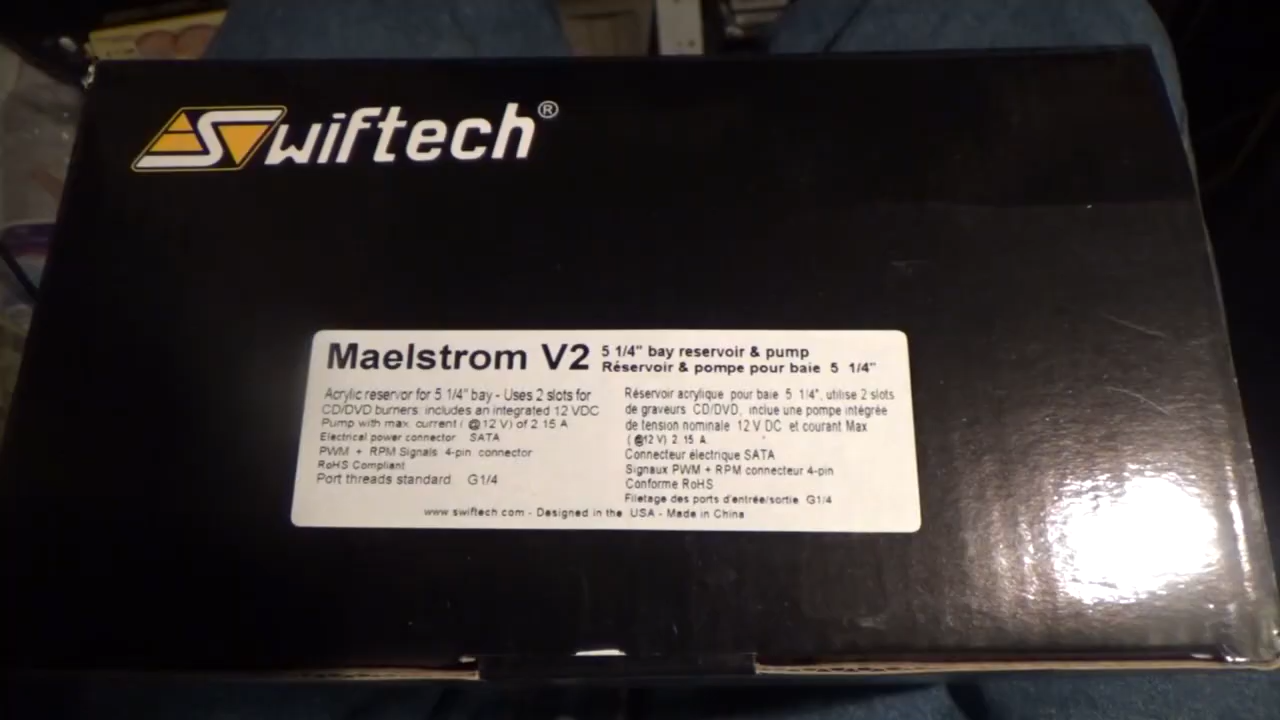 Swiftech®
Maelstrom V2
5 1/4" bay reservoir & pump
Réservoir & pompe pour baie 5 1/4"
Acrylic reservor for 5 1/4" bay - Uses 2 slots for
CD/DVD burners, includes an integrated 12 VDC
Pump with max. current ( @12 V) of 2.15 A
Electrical power connector SATA
PWM + RPM Signals 4-pin connector
RoHS Compliant
Port threads standard G1/4
Réservoir acrylique pour baie 5 1/4", utilise 2 slots
de graveurs CD/DVD, inclue une pompe intégrée
de tension nominale 12 V DC et courant Max
( @12 V) 2.15 A.
Connecteur électrique SATA
Signaux PWM + RPM connecteur 4-pin
Conforme RoHS
Filetage des ports d'entrée/sortie G1/4
www.swiftech.com - Designed in the USA - Made in China